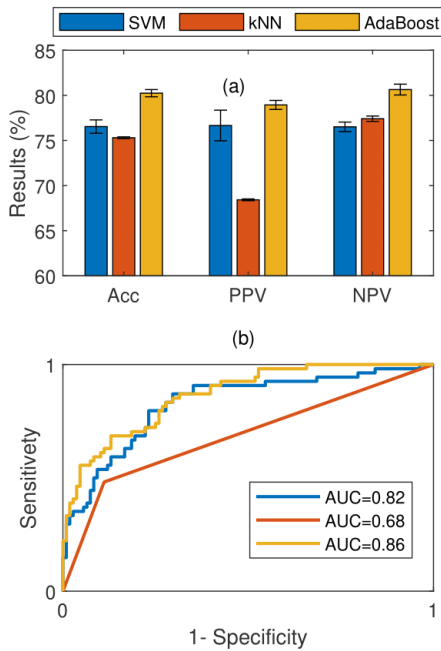 SVM kNN AdaBoost
(a)
Results (%)
85
80
75
70
65
60
Acc PPV NPV
(b)
Sensitivety
1
0
AUC=0.82
AUC=0.68
AUC=0.86
0 1
1- Specificity